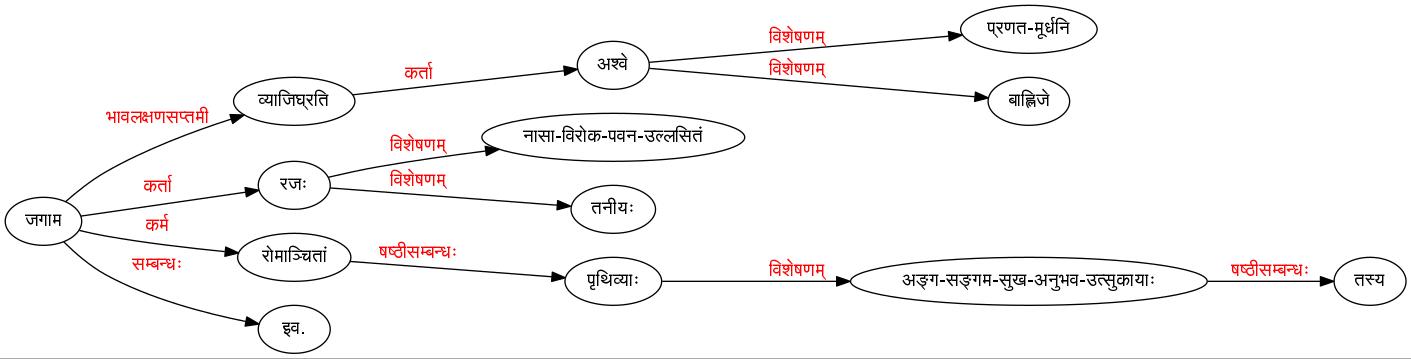 प्रणत-मूर्धनि
विशेषणम्
अश्वे
कर्ता
विशेषणम्
व्याजिघ्रति
बाह्लिजे
भावलक्षणसप्तमी
नासा-विरोक-पवन-उल्लसितं
विशेषणम्
रजः
विशेषणम्
कर्ता
तनीयः
जगाम
कर्म
रोमाञ्चितां
षष्ठीसम्बन्धः
सम्बन्धः
पृथिव्याः
विशेषणम्
अङ्ग-सङ्गम-सुख-अनुभव-उत्सुकायाः
षष्ठीसम्बन्धः
तस्य
इव.